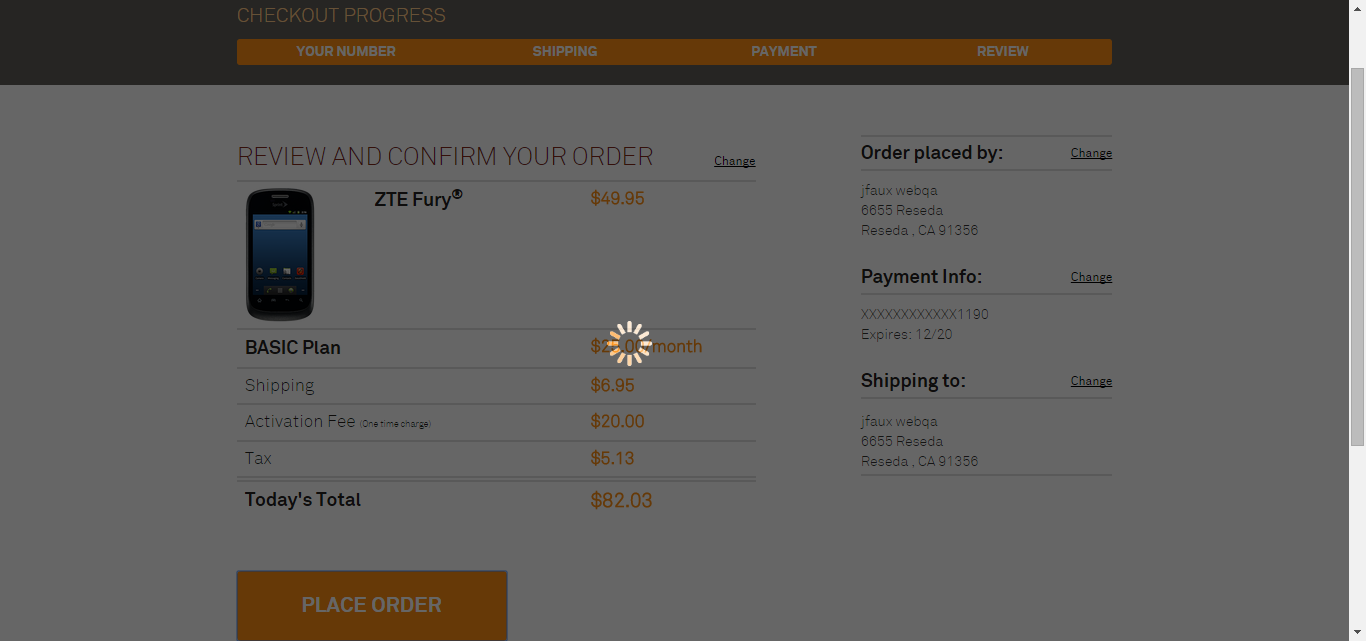 CHECKOUT PROGRESS
YOUR NUMBER SHIPPING PAYMENT REVIEW
REVIEW AND CONFIRM YOUR ORDER Change
ZTE Fury® $49.95
BASIC Plan
Shipping $6.95
Activation Fee (One time charge) $20.00
Tax $5.13
Today's Total $82.03
PLACE ORDER
Order placed by: Change
jfaux webqa
6655 Reseda
Reseda , CA 91356
Payment Info: Change
XXXXXXXXXXXX1190
Expires: 12/20
Shipping to: Change
jfaux webqa
6655 Reseda
Reseda , CA 91356